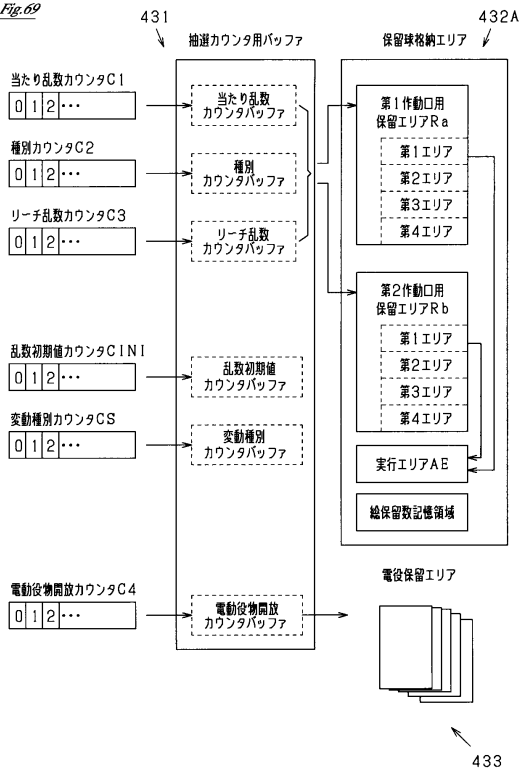 Fig.69
431
432A
抽選カウンタ用バッファ
保留球格納エリア
当たり乱数カウンタC1
0 1 2 ・・・
当たり乱数
カウンタバッファ
種別カウンタC2
0 1 2 ・・・
種別
カウンタバッファ
リーチ乱数カウンタC3
0 1 2 ・・・
リーチ乱数
カウンタバッファ
乱数初期値カウンタCINI
0 1 2 ・・・
乱数初期値
カウンタバッファ
変動種別カウンタCS
0 1 2 ・・・
変動種別
カウンタバッファ
電動役物開放カウンタC4
0 1 2 ・・・
電動役物開放
カウンタバッファ
第1作動口用
保留エリアRa
第1エリア
第2エリア
第3エリア
第4エリア
第2作動口用
保留エリアRb
第1エリア
第2エリア
第3エリア
第4エリア
実行エリアAE
総保留数記憶領域
電役保留エリア
433